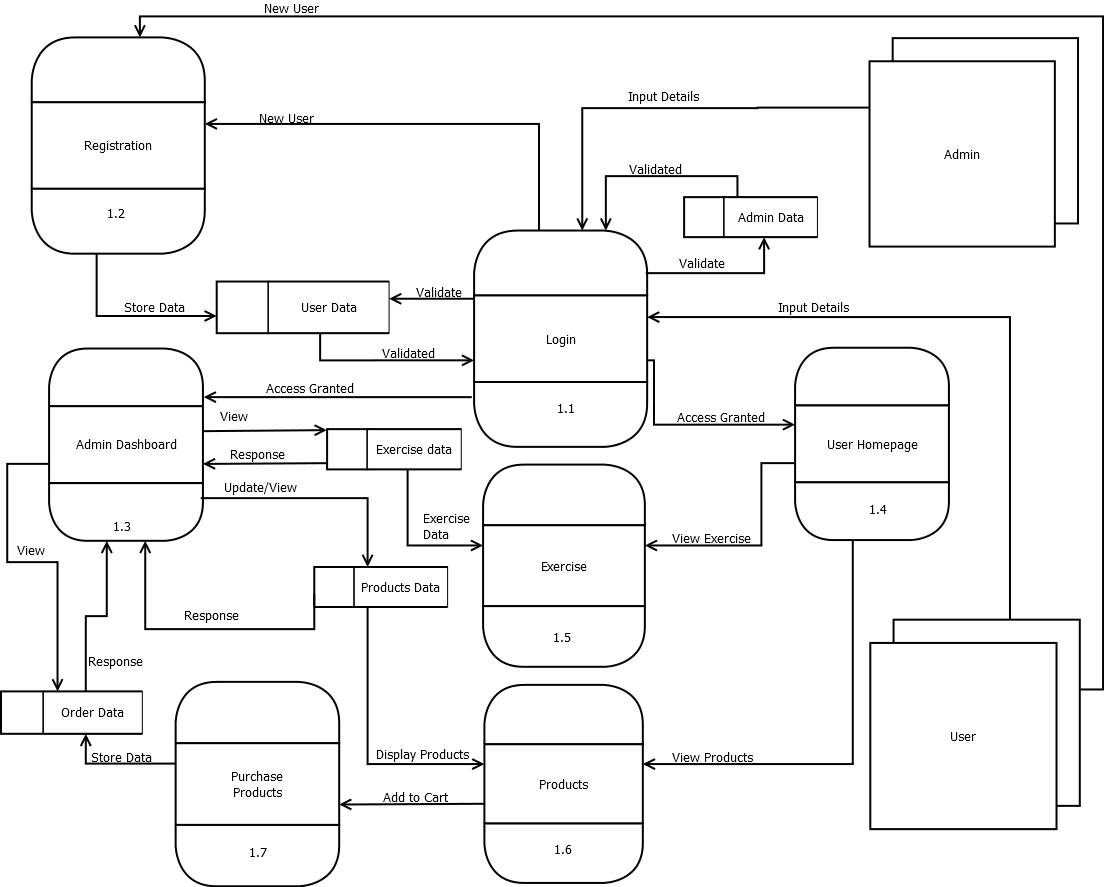 New User
Input Details
New User
Registration
Admin
Validated
1.2
Admin Data
Validate
Validate
Store Data
User Data
Input Details
Login
Validated
Access Granted
1.1
View
Access Granted
Admin Dashboard
Exercise data
User Homepage
Response
Update/View
1.3
Exercise
Data
1.4
View Exercise
View
Exercise
Products Data
Response
1.5
Response
Order Data
User
Store Data
Display Products
View Products
Purchase
Products
Products
Add to Cart
1.7
1.6